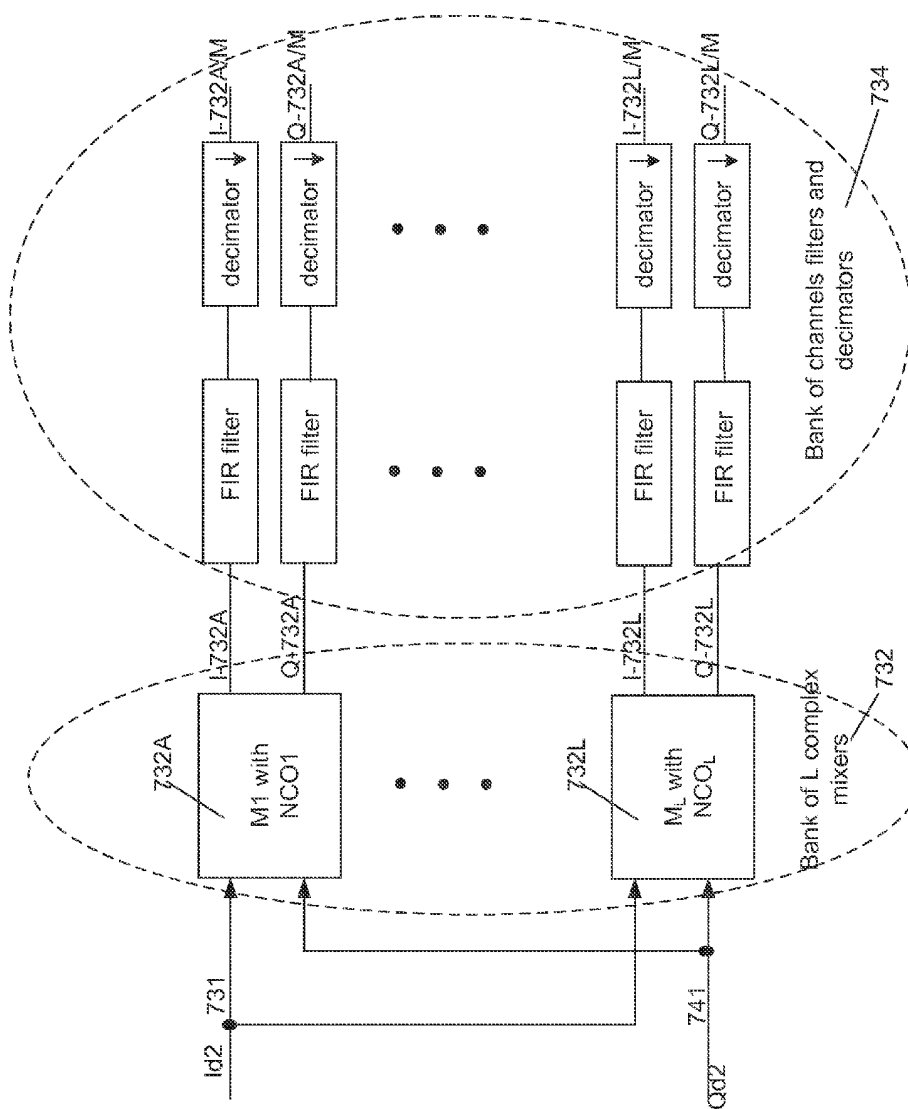 Id2
731
Qd2
741
732A
M1 with
NCO1
732L
M_L with
NCO_L
Bank of L complex
mixers
732
I-732A
Q-732A
I-732L
Q-732L
FIR filter
FIR filter
FIR filter
FIR filter
decimator ↓
decimator ↓
decimator ↓
decimator ↓
I-732A/M
Q-732A/M
I-732L/M
Q-732L/M
Bank of channels filters and
decimators
734